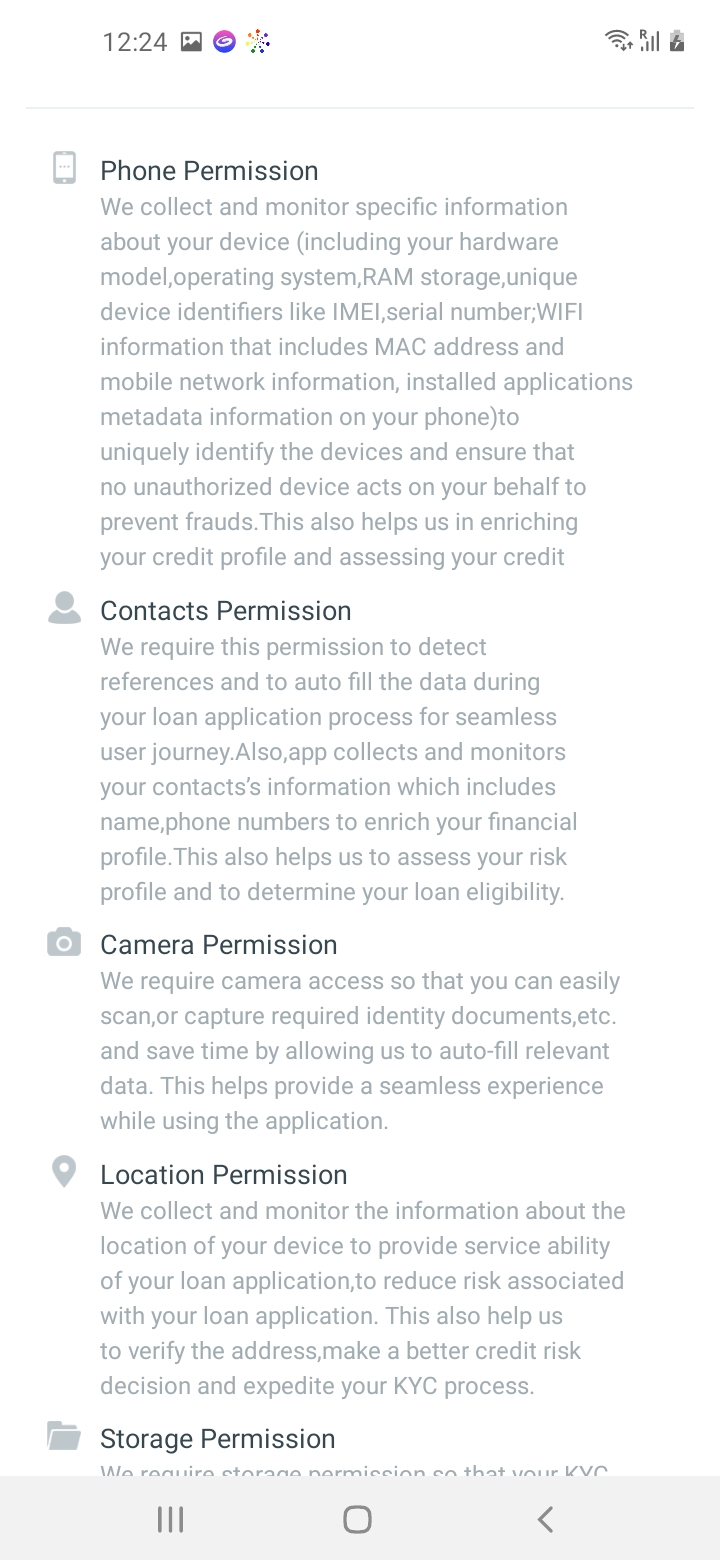 12:24
R
Phone Permission
We collect and monitor specific information
about your device (including your hardware
model,operating system,RAM storage,unique
device identifiers like IMEI,serial number;WIFI
information that includes MAC address and
mobile network information, installed applications
metadata information on your phone)to
uniquely identify the devices and ensure that
no unauthorized device acts on your behalf to
prevent frauds.This also helps us in enriching
your credit profile and assessing your credit
Contacts Permission
We require this permission to detect
references and to auto fill the data during
your loan application process for seamless
user journey.Also,app collects and monitors
your contacts’s information which includes
name,phone numbers to enrich your financial
profile.This also helps us to assess your risk
profile and to determine your loan eligibility.
Camera Permission
We require camera access so that you can easily
scan,or capture required identity documents,etc.
and save time by allowing us to auto-fill relevant
data. This helps provide a seamless experience
while using the application.
Location Permission
We collect and monitor the information about the
location of your device to provide service ability
of your loan application,to reduce risk associated
with your loan application. This also help us
to verify the address,make a better credit risk
decision and expedite your KYC process.
Storage Permission
We require storage permission so that your KYC